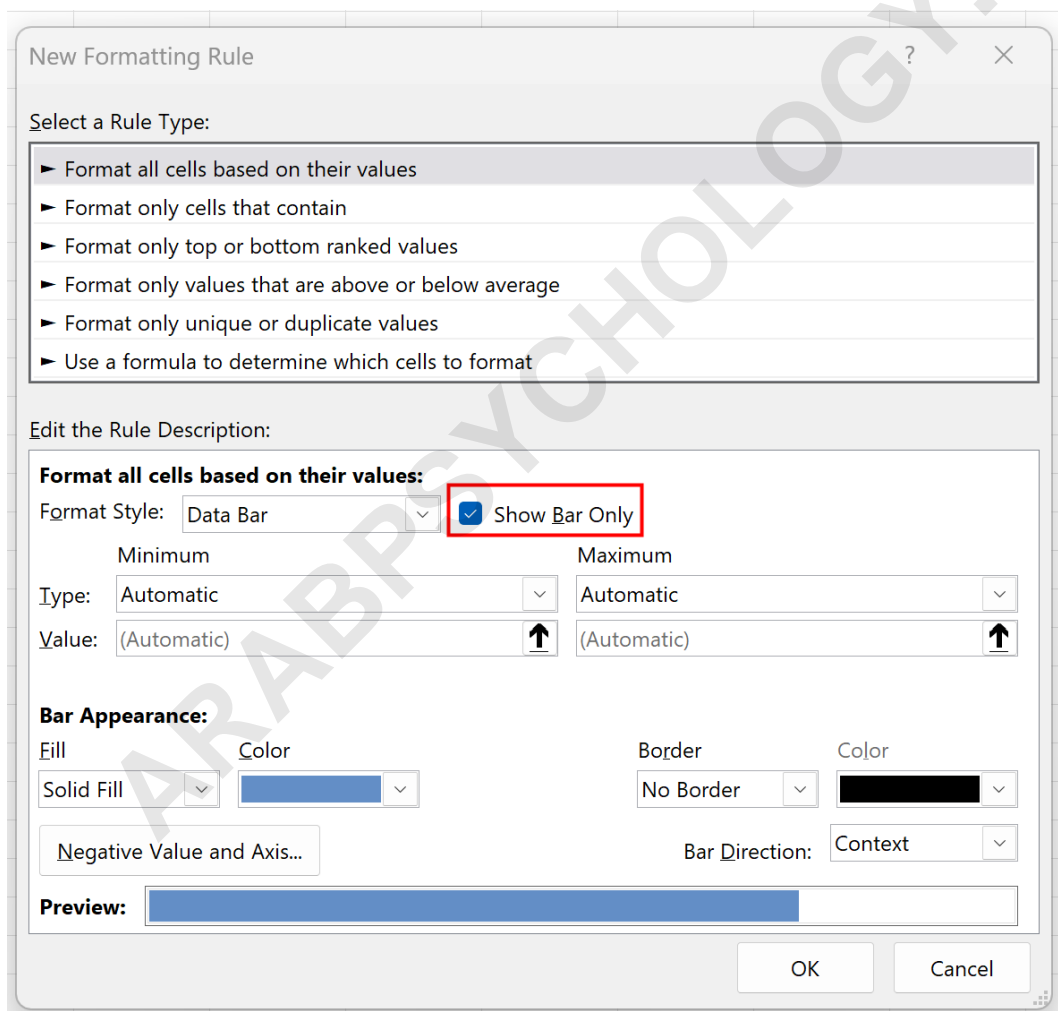 New Formatting Rule ?
Select a Rule Type:
► Format all cells based on their values
► Format only cells that contain
► Format only top or bottom ranked values
► Format only values that are above or below average
► Format only unique or duplicate values
► Use a formula to determine which cells to format
Edit the Rule Description:
Format all cells based on their values:
Format Style: Data Bar Show Bar Only
Minimum Maximum
Type: Automatic Automatic
Value: (Automatic) (Automatic)
Bar Appearance:
Fill Color Border Color
Solid Fill No Border
Negative Value and Axis... Bar Direction: Context
Preview:
OK Cancel
ARABPSYCHOLOGY.